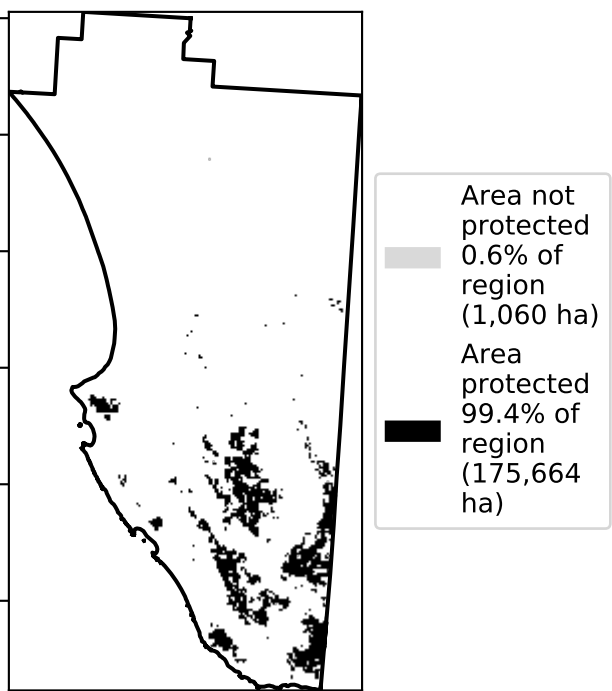 Area not
protected
0.6% of
region
(1,060 ha)
Area
protected
99.4% of
region
(175,664
ha)